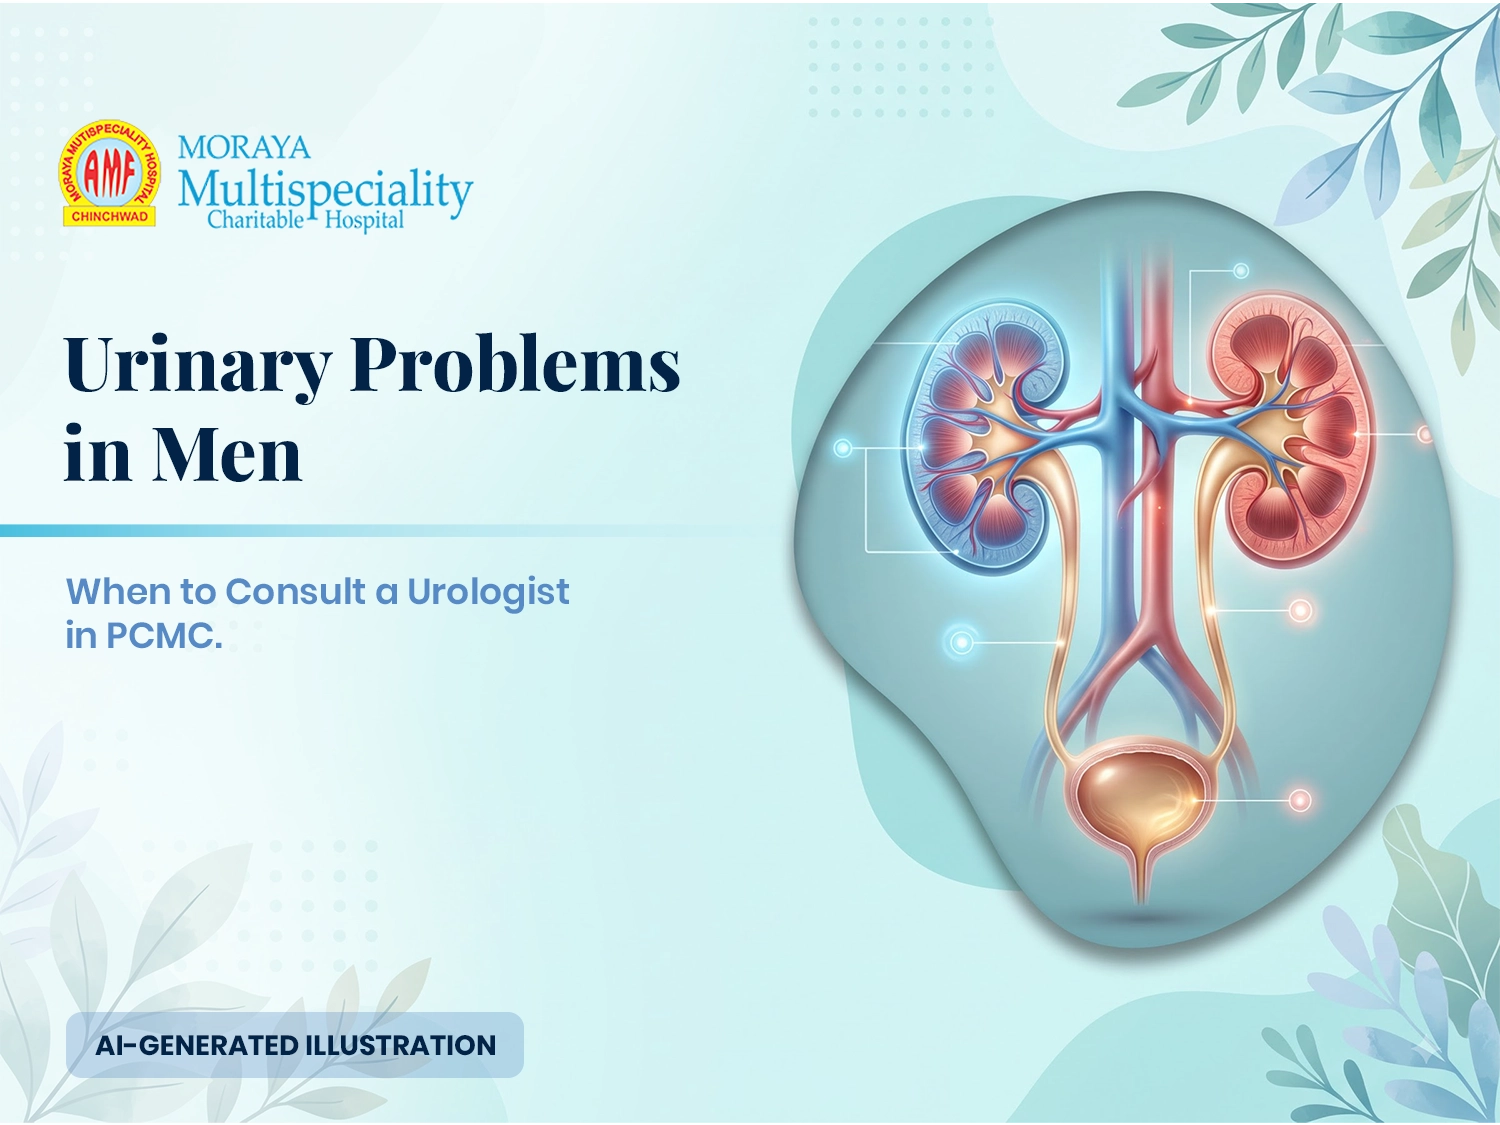 MORAYA MUTISPECIALITY HOSPITAL
AMF
CHINCHWAD
MORAYA
Multispeciality
Charitable Hospital
Urinary Problems
in Men
When to Consult a Urologist
in PCMC.
AI-GENERATED ILLUSTRATION